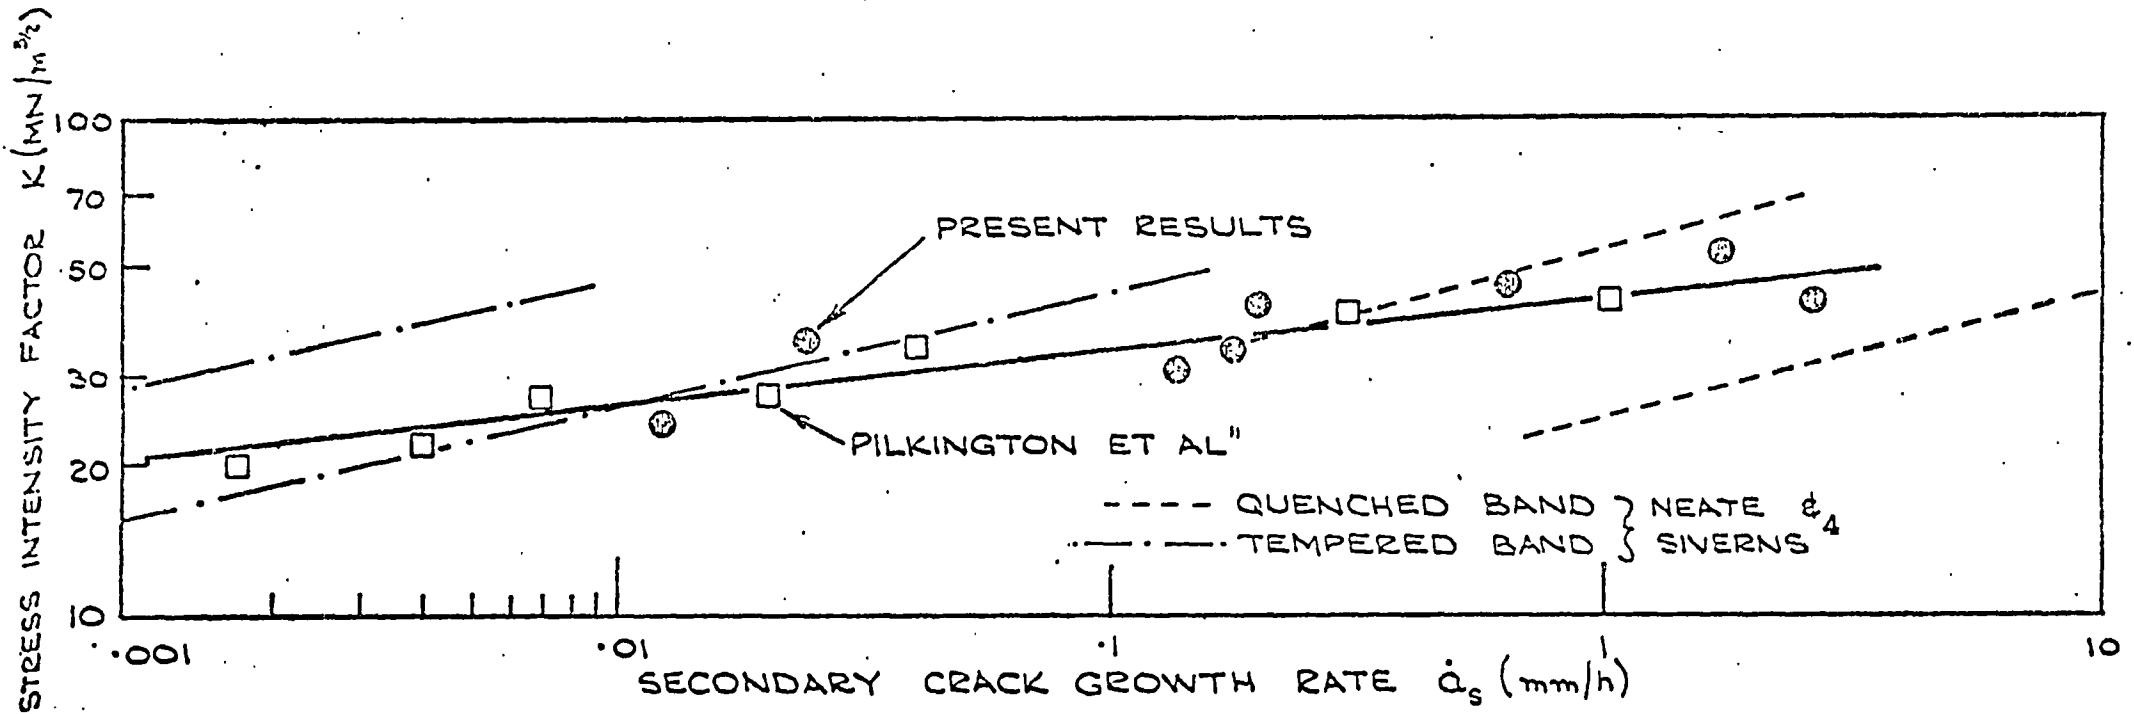 STRESS INTENSITY FACTOR K (MN/m^3/2)
100
70
50
30
20
10
PRESENT RESULTS
PILKINGTON ET AL"
QUENCHED BAND } NEATE &
TEMPERED BAND } SIVERNS 4
.001
.01
.1
1
10
SECONDARY CRACK GROWTH RATE ȧs (mm/h)